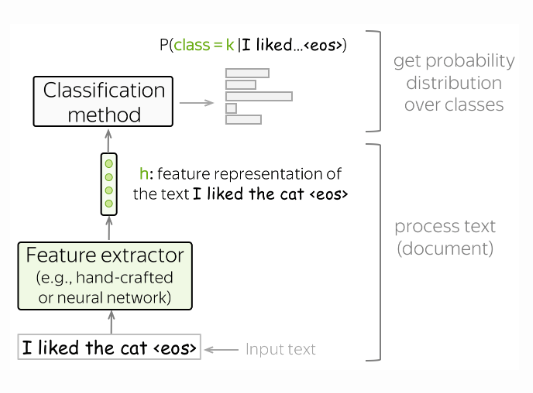 P(class = k |I liked...<eos>)
get probability
distribution
over classes
Classification
method
h: feature representation of
the text I liked the cat <eos>
process text
(document)
Feature extractor
(e.g., hand-crafted
or neural network)
I liked the cat <eos>
Input text